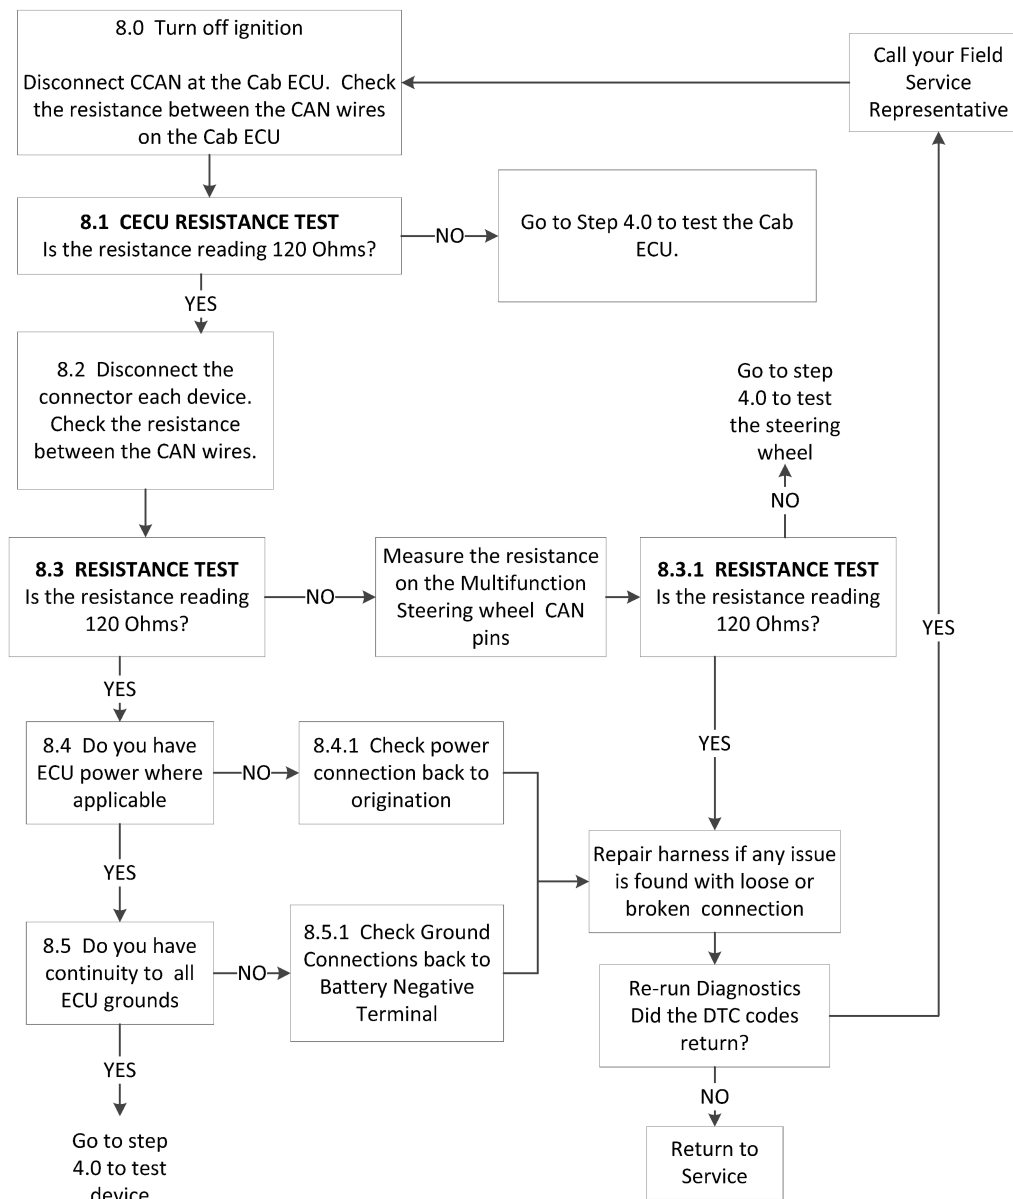 8.0  Turn off ignition
Disconnect CCAN at the Cab ECU.  Check
the resistance between the CAN wires
on the Cab ECU
Call your Field
Service
Representative
8.1  CECU RESISTANCE TEST
Is the resistance reading 120 Ohms?
NO
Go to Step 4.0 to test the Cab
ECU.
YES
8.2  Disconnect the
connector each device.
Check the resistance
between the CAN wires.
Go to step
4.0 to test
the steering
wheel
NO
8.3  RESISTANCE TEST
Is the resistance reading
120 Ohms?
NO
Measure the resistance
on the Multifunction
Steering wheel  CAN
pins
8.3.1  RESISTANCE TEST
Is the resistance reading
120 Ohms?
YES
YES
YES
8.4  Do you have
ECU power where
applicable
NO
8.4.1  Check power
connection back to
origination
YES
Repair harness if any issue
is found with loose or
broken  connection
8.5  Do you have
continuity to  all
ECU grounds
NO
8.5.1  Check Ground
Connections back to
Battery Negative
Terminal
Re-run Diagnostics
Did the DTC codes
return?
YES
NO
Go to step
4.0 to test
device
Return to
Service